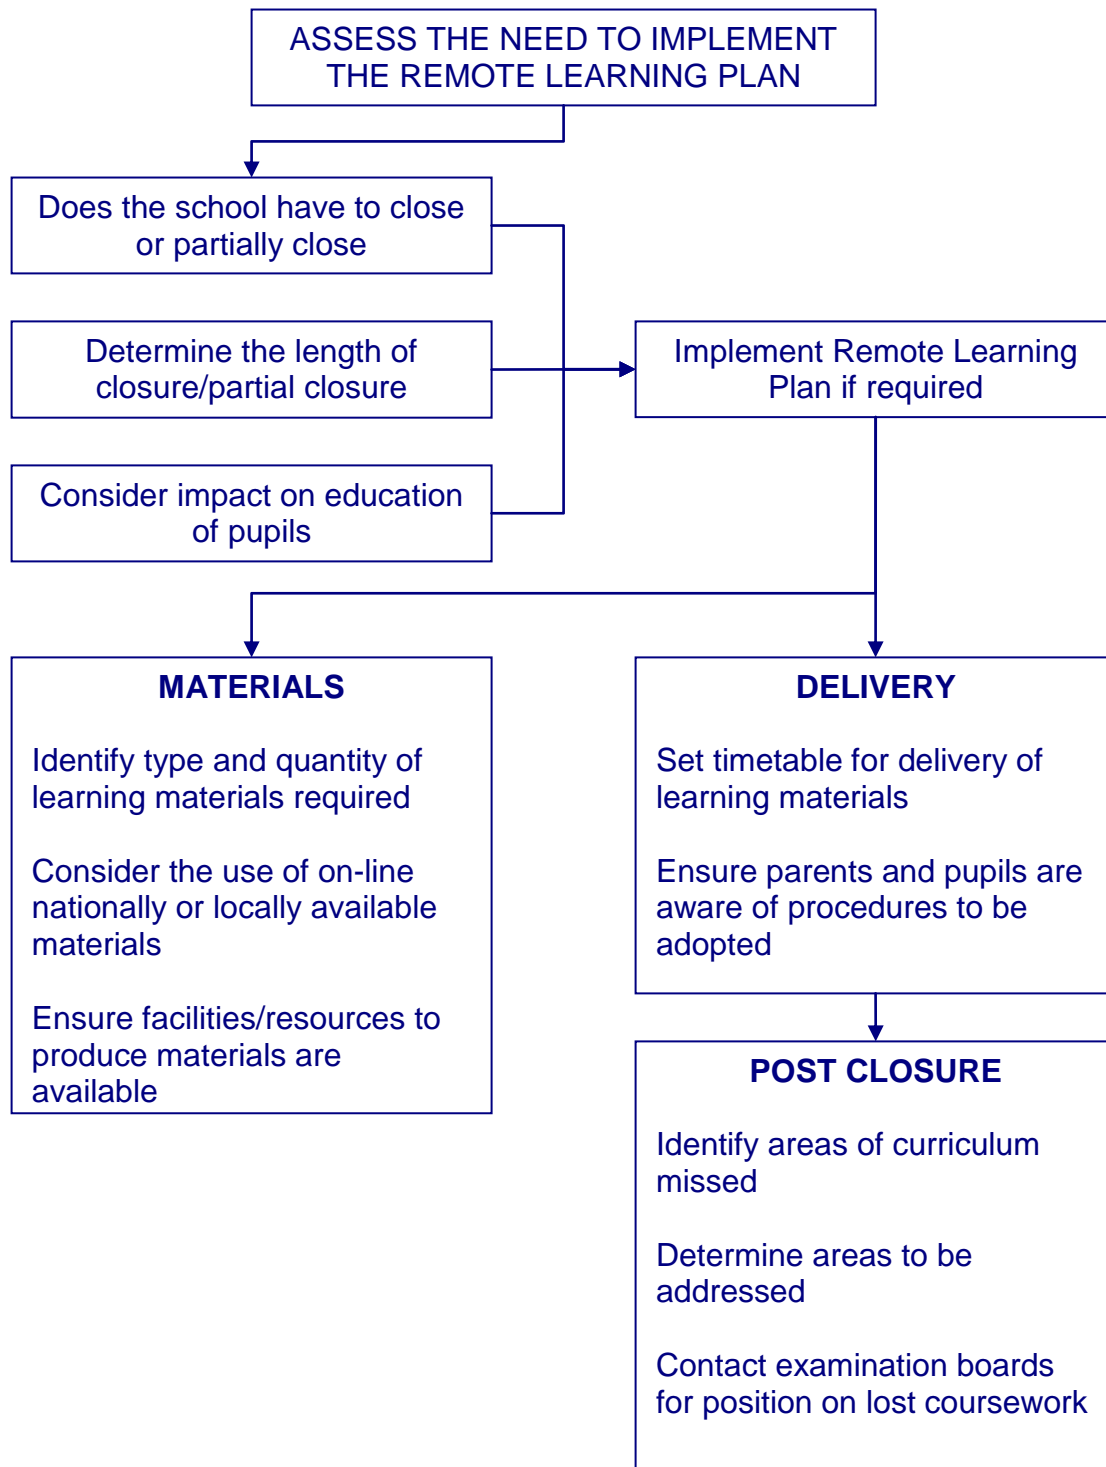 ASSESS THE NEED TO IMPLEMENT
THE REMOTE LEARNING PLAN
Does the school have to close
or partially close
Determine the length of
closure/partial closure
Implement Remote Learning
Plan if required
Consider impact on education
of pupils
MATERIALS
Identify type and quantity of
learning materials required
Consider the use of on-line
nationally or locally available
materials
Ensure facilities/resources to
produce materials are
available
DELIVERY
Set timetable for delivery of
learning materials
Ensure parents and pupils are
aware of procedures to be
adopted
POST CLOSURE
Identify areas of curriculum
missed
Determine areas to be
addressed
Contact examination boards
for position on lost coursework